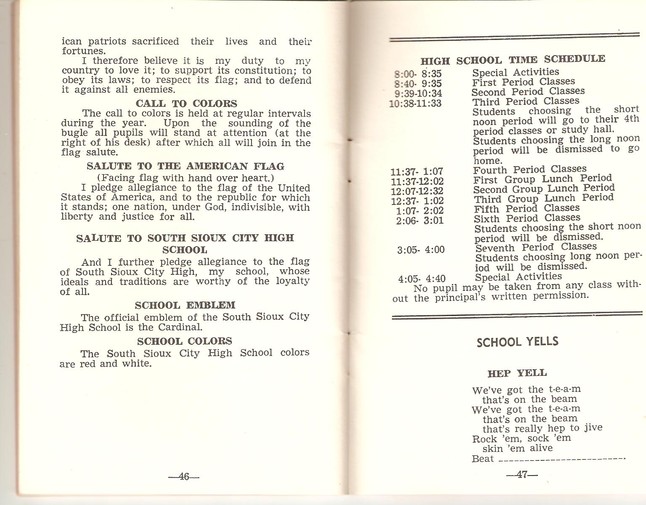 ican patriots sacrificed their lives and their
fortunes.
I therefore believe it is my duty to my
country to love it; to support its constitution; to
obey its laws; to respect its flag; and to defend
it against all enemies.
CALL TO COLORS
The call to colors is held at regular intervals
during the year. Upon the sounding of the
bugle all pupils will stand at attention (at the
right of his desk) after which all will join in the
flag salute.
SALUTE TO THE AMERICAN FLAG
(Facing flag with hand over heart.)
I pledge allegiance to the flag of the United
States of America, and to the republic for which
it stands; one nation, under God, indivisible, with
liberty and justice for all.
SALUTE TO SOUTH SIOUX CITY HIGH
SCHOOL
And I further pledge allegiance to the flag
of South Sioux City High, my school, whose
ideals and traditions are worthy of the loyalty
of all.
SCHOOL EMBLEM
The official emblem of the South Sioux City
High School is the Cardinal.
SCHOOL COLORS
The South Sioux City High School colors
are red and white.
—46—
HIGH SCHOOL TIME SCHEDULE
8:00- 8:35 Special Activities
8:40- 9:35 First Period Classes
9:39-10:34 Second Period Classes
10:38-11:33 Third Period Classes
Students choosing the short
noon period will go to their 4th
period classes or study hall.
Students choosing the long noon
period will be dismissed to go
home.
11:37- 1:07 Fourth Period Classes
11:37-12:02 First Group Lunch Period
12:07-12:32 Second Group Lunch Period
12:37- 1:02 Third Group Lunch Period
1:07- 2:02 Fifth Period Classes
2:06- 3:01 Sixth Period Classes
Students choosing the short noon
period will be dismissed.
3:05- 4:00 Seventh Period Classes
Students choosing long noon per-
iod will be dismissed.
4:05- 4:40 Special Activities
No pupil may be taken from any class with-
out the principal's written permission.
SCHOOL YELLS
HEP YELL
We've got the t-e-a-m
that's on the beam
We've got the t-e-a-m
that's on the beam
that's really hep to jive
Rock 'em, sock 'em
skin 'em alive
Beat
—47—